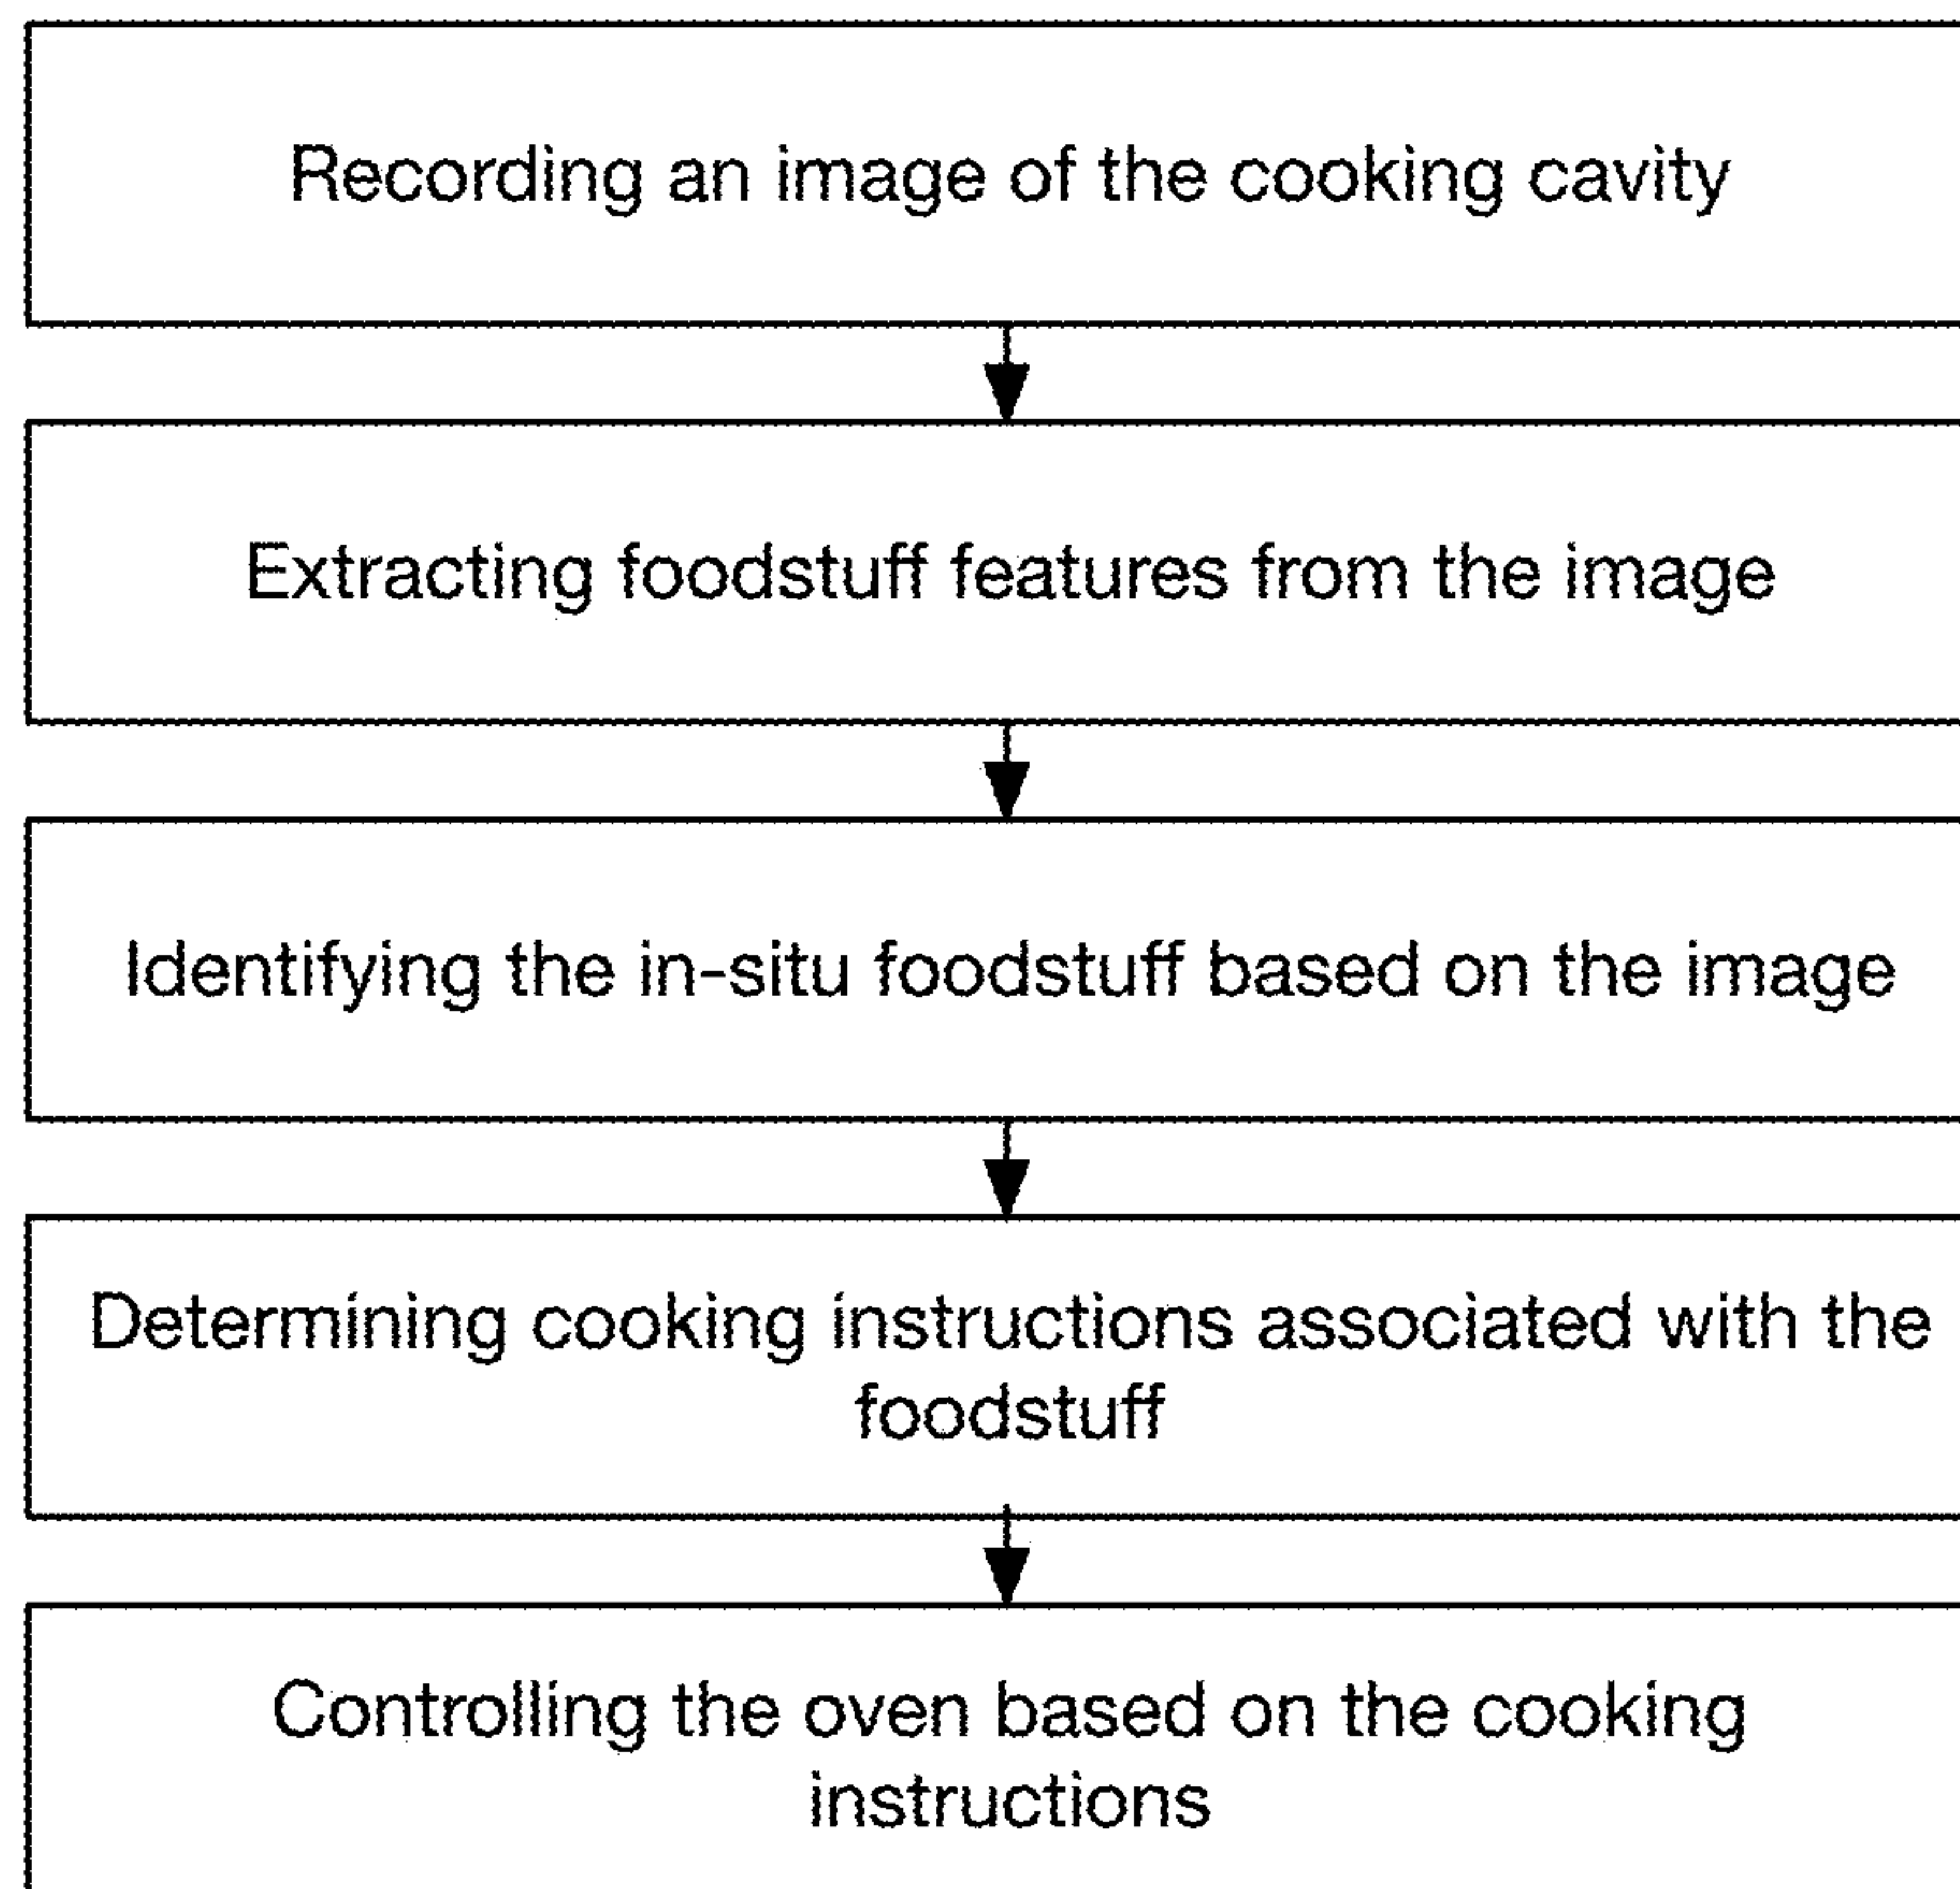 Recording an image of the cooking cavity
Extracting foodstuff features from the image
Identifying the in-situ foodstuff based on the image
Determining cooking instructions associated with the
foodstuff
Controlling the oven based on the cooking
instructions